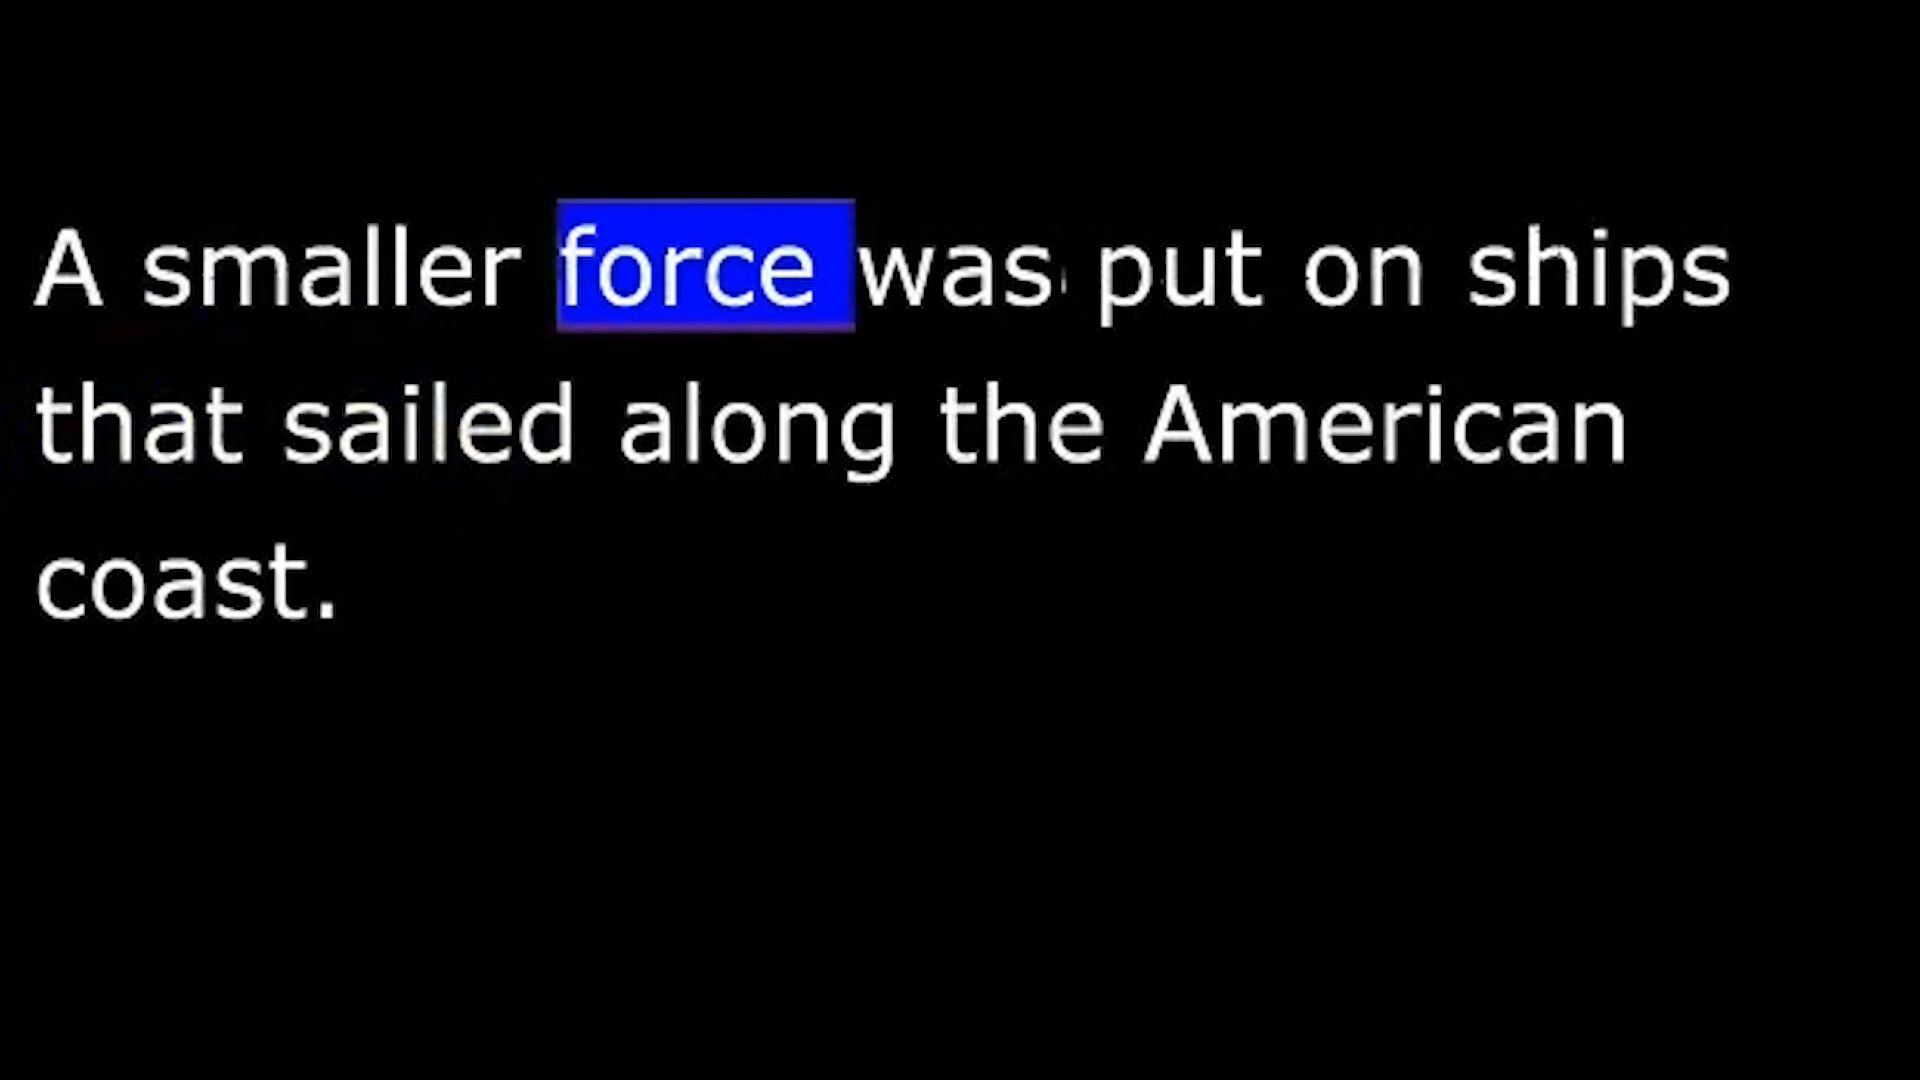 A smaller force was put on ships
that sailed along the American
coast.